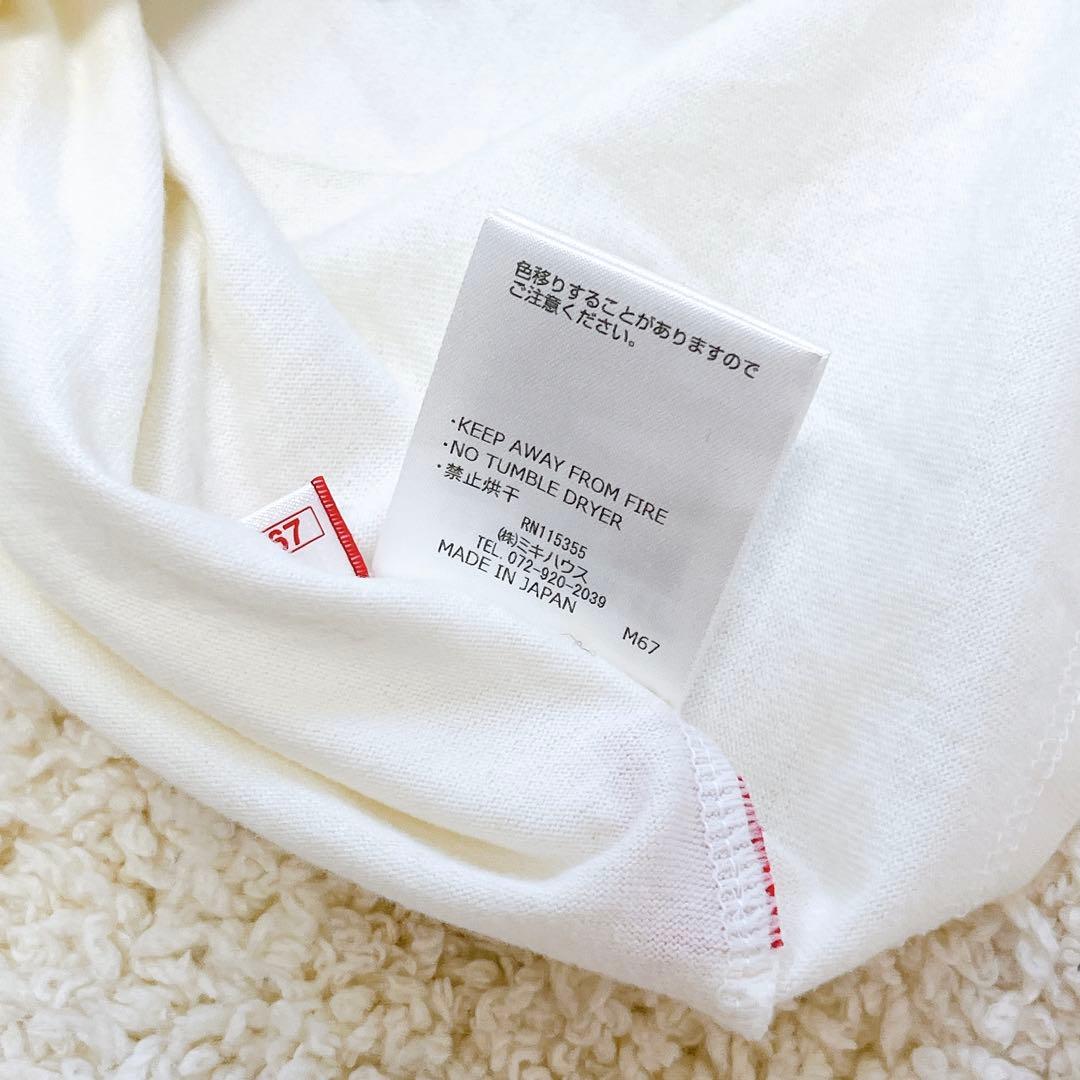 色移りすることがありますので
ご注意ください。
・KEEP AWAY FROM FIRE
・NO TUMBLE DRYER
・禁止烘干
RN115355
(株)ミキハウス
TEL. 072-920-2039
MADE IN JAPAN
M67
67